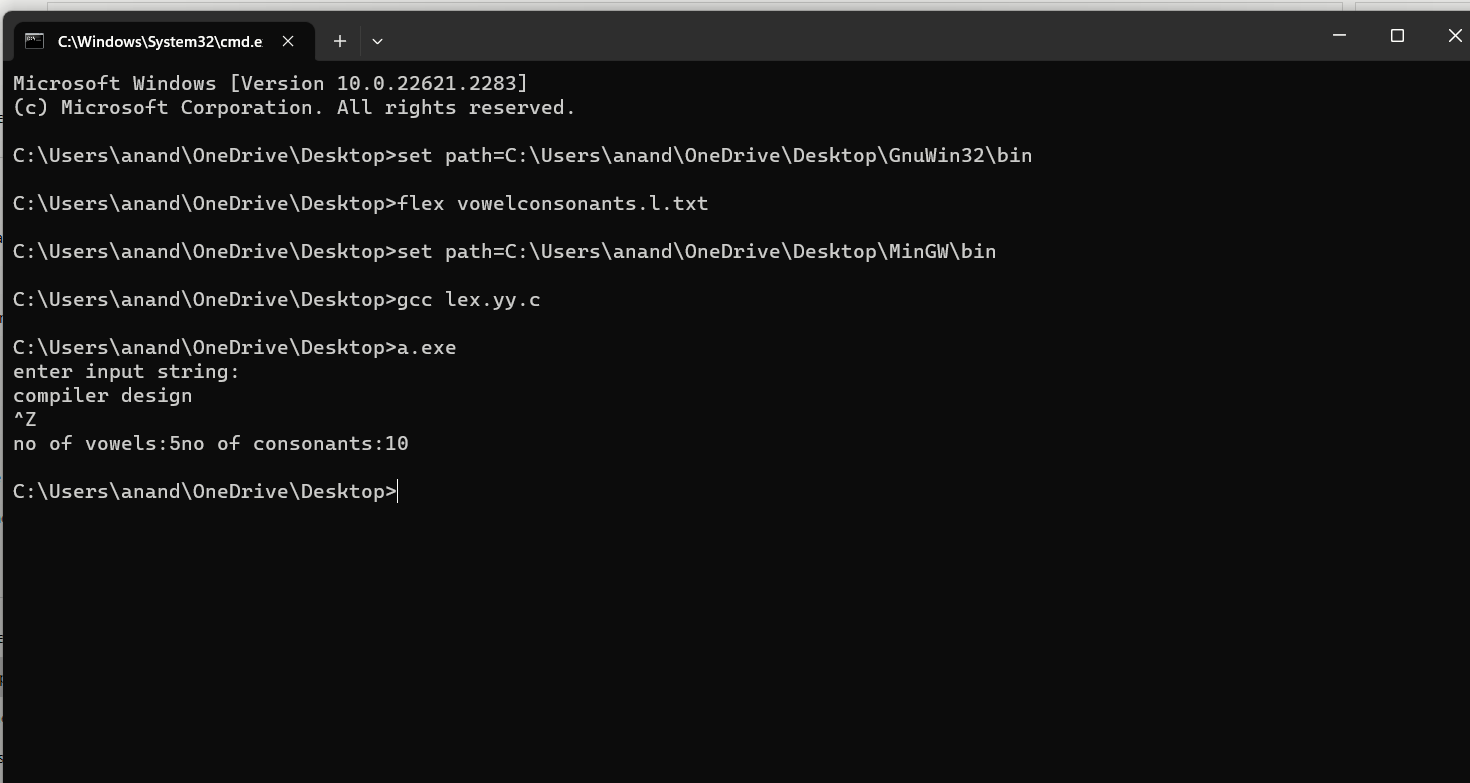 C:\Windows\System32\cmd.e
Microsoft Windows [Version 10.0.22621.2283]
(c) Microsoft Corporation. All rights reserved.
C:\Users\anand\OneDrive\Desktop>set path=C:\Users\anand\OneDrive\Desktop\GnuWin32\bin
C:\Users\anand\OneDrive\Desktop>flex vowelconsonants.l.txt
C:\Users\anand\OneDrive\Desktop>set path=C:\Users\anand\OneDrive\Desktop\MinGW\bin
C:\Users\anand\OneDrive\Desktop>gcc lex.yy.c
C:\Users\anand\OneDrive\Desktop>a.exe
enter input string:
compiler design
^Z
no of vowels:5no of consonants:10
C:\Users\anand\OneDrive\Desktop>